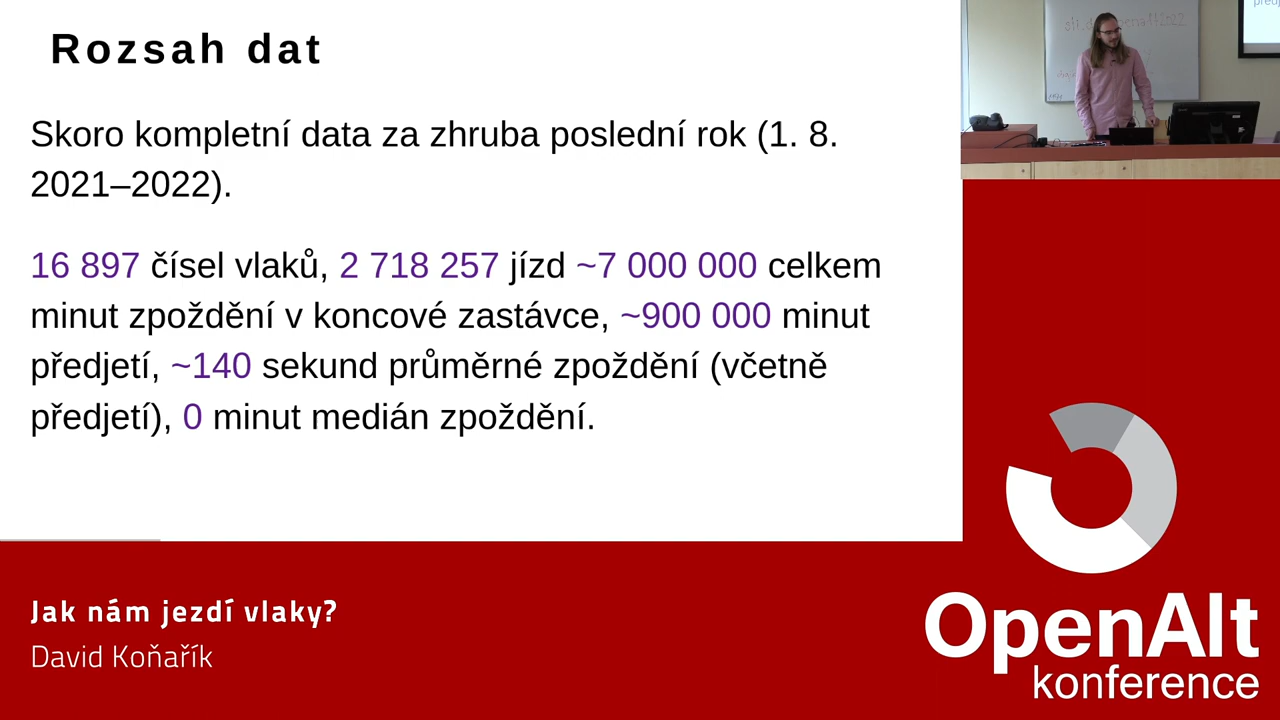 Rozsah dat
Skoro kompletní data za zhruba poslední rok (1. 8.
2021–2022).
16 897 čísel vlaků, 2 718 257 jízd ~7 000 000 celkem
minut zpoždění v koncové zastávce, ~900 000 minut
předjetí, ~140 sekund průměrné zpoždění (včetně
předjetí), 0 minut medián zpoždění.
Jak nám jezdí vlaky?
David Koňařík
OpenAlt
konference